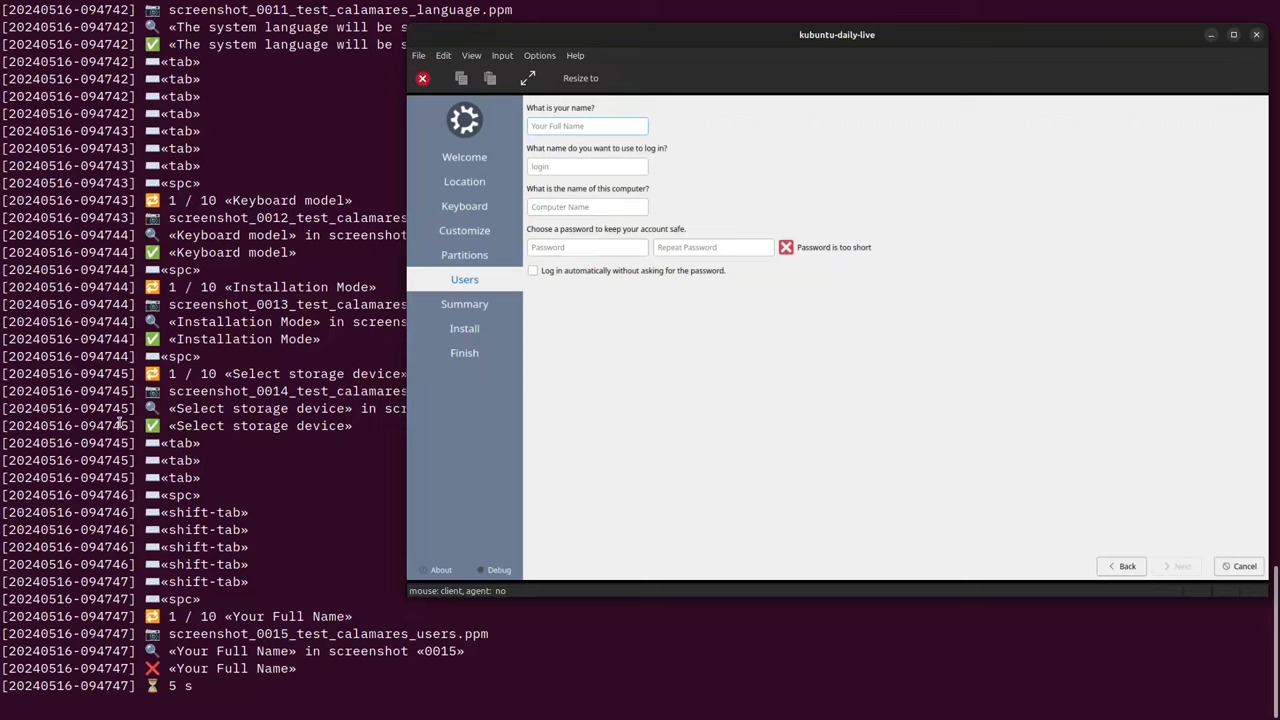 [20240516-094742] screenshot_0011_test_calamares_language.ppm
[20240516-094742] «The system language will be s
[20240516-094742] «The system language will be s
[20240516-094742] «tab»
[20240516-094742] «tab»
[20240516-094742] «tab»
[20240516-094742] «tab»
[20240516-094743] «tab»
[20240516-094743] «tab»
[20240516-094743] «tab»
[20240516-094743] «spc»
[20240516-094743] 1 / 10 «Keyboard model»
[20240516-094743] screenshot_0012_test_calamares
[20240516-094743] «Keyboard model» in screenshot
[20240516-094743] «Keyboard model»
[20240516-094743] «spc»
[20240516-094744] 1 / 10 «Installation Mode»
[20240516-094744] screenshot_0013_test_calamares
[20240516-094744] «Installation Mode» in screens
[20240516-094744] «Installation Mode»
[20240516-094744] «spc»
[20240516-094745] 1 / 10 «Select storage device»
[20240516-094745] screenshot_0014_test_calamares
[20240516-094745] «Select storage device» in scr
[20240516-094745] «Select storage device»
[20240516-094745] «tab»
[20240516-094745] «tab»
[20240516-094745] «tab»
[20240516-094746] «spc»
[20240516-094746] «shift-tab»
[20240516-094746] «shift-tab»
[20240516-094746] «shift-tab»
[20240516-094746] «shift-tab»
[20240516-094747] «shift-tab»
[20240516-094747] «spc»
[20240516-094747] 1 / 10 «Your Full Name»
[20240516-094747] screenshot_0015_test_calamares_users.ppm
[20240516-094747] «Your Full Name» in screenshot «0015»
[20240516-094747] «Your Full Name»
[20240516-094747] 5 s
kubuntu-daily-live
File Edit View Input Options Help
Resize to
Welcome
Location
Keyboard
Customize
Partitions
Users
Summary
Install
Finish
About Debug
What is your name?
Your Full Name
What name do you want to use to log in?
login
What is the name of this computer?
Computer Name
Choose a password to keep your account safe.
Password Repeat Password Password is too short
Log in automatically without asking for the password.
Back Next Cancel
mouse: client, agent: no